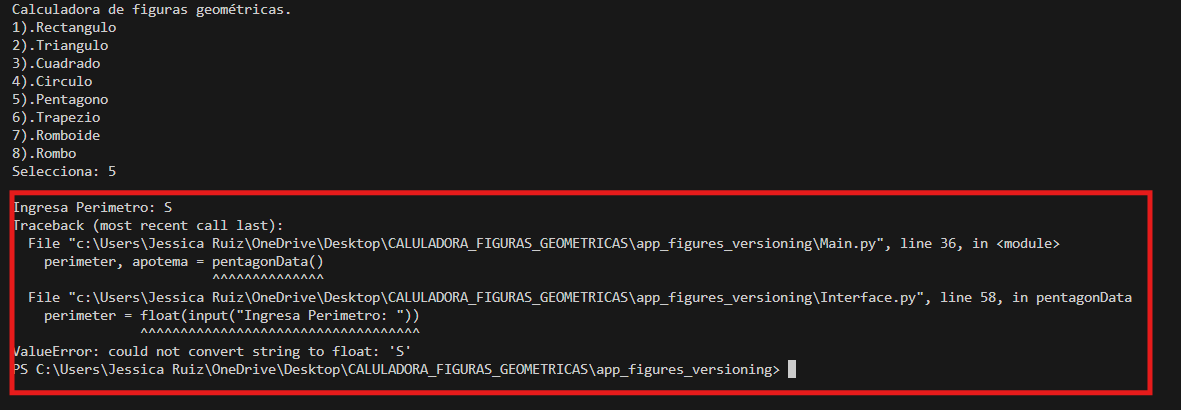 Calculadora de figuras geométricas.
1).Rectangulo
2).Triangulo
3).Cuadrado
4).Circulo
5).Pentagono
6).Trapezio
7).Romboide
8).Rombo
Selecciona: 5
Ingresa Perimetro: S
Traceback (most recent call last):
  File "c:\Users\Jessica Ruiz\OneDrive\Desktop\CALULADORA_FIGURAS_GEOMETRICAS\app_figures_versioning\Main.py", line 36, in <module>
    perimeter, apotema = pentagonData()
                         ^^^^^^^^^^^^^^
  File "c:\Users\Jessica Ruiz\OneDrive\Desktop\CALULADORA_FIGURAS_GEOMETRICAS\app_figures_versioning\Interface.py", line 58, in pentagonData
    perimeter = float(input("Ingresa Perimetro: "))
                ^^^^^^^^^^^^^^^^^^^^^^^^^^^^^^^^^^^
ValueError: could not convert string to float: 'S'
PS C:\Users\Jessica Ruiz\OneDrive\Desktop\CALULADORA_FIGURAS_GEOMETRICAS\app_figures_versioning>